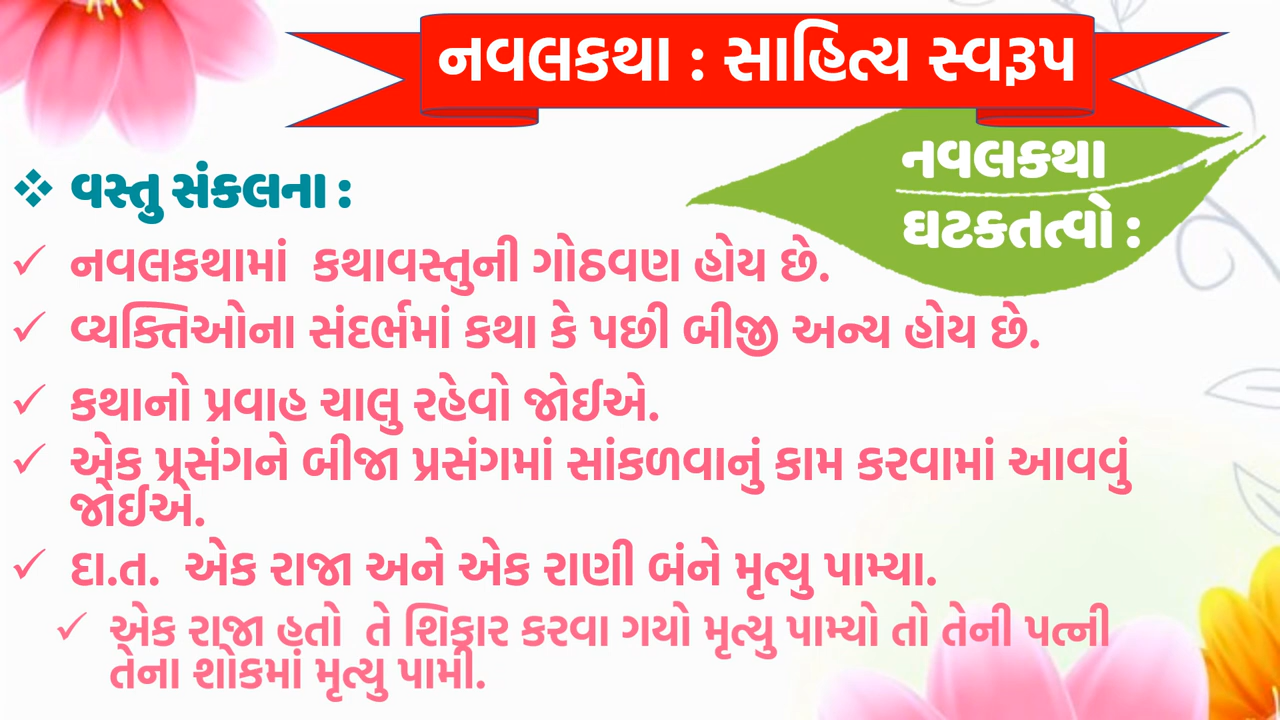 નવલકથા : સાહિત્ય સ્વરૂપ
નવલકથા
ઘટકતત્વો :
વસ્તુ સંકલના :
નવલકથામાં કથાવસ્તુની ગોઠવણ હોય છે.
વ્યક્તિઓના સંદર્ભમાં કથા કે પછી બીજી અન્ય હોય છે.
કથાનો પ્રવાહ ચાલુ રહેવો જોઈએ.
એક પ્રસંગને બીજા પ્રસંગમાં સાંકળવાનું કામ કરવામાં આવવું
જોઈએ.
દા.ત. એક રાજા અને એક રાણી બંને મૃત્યુ પામ્યા.
એક રાજા હતો તે શિકાર કરવા ગયો મૃત્યુ પામ્યો તો તેની પત્ની
તેના શોકમાં મૃત્યુ પામી.